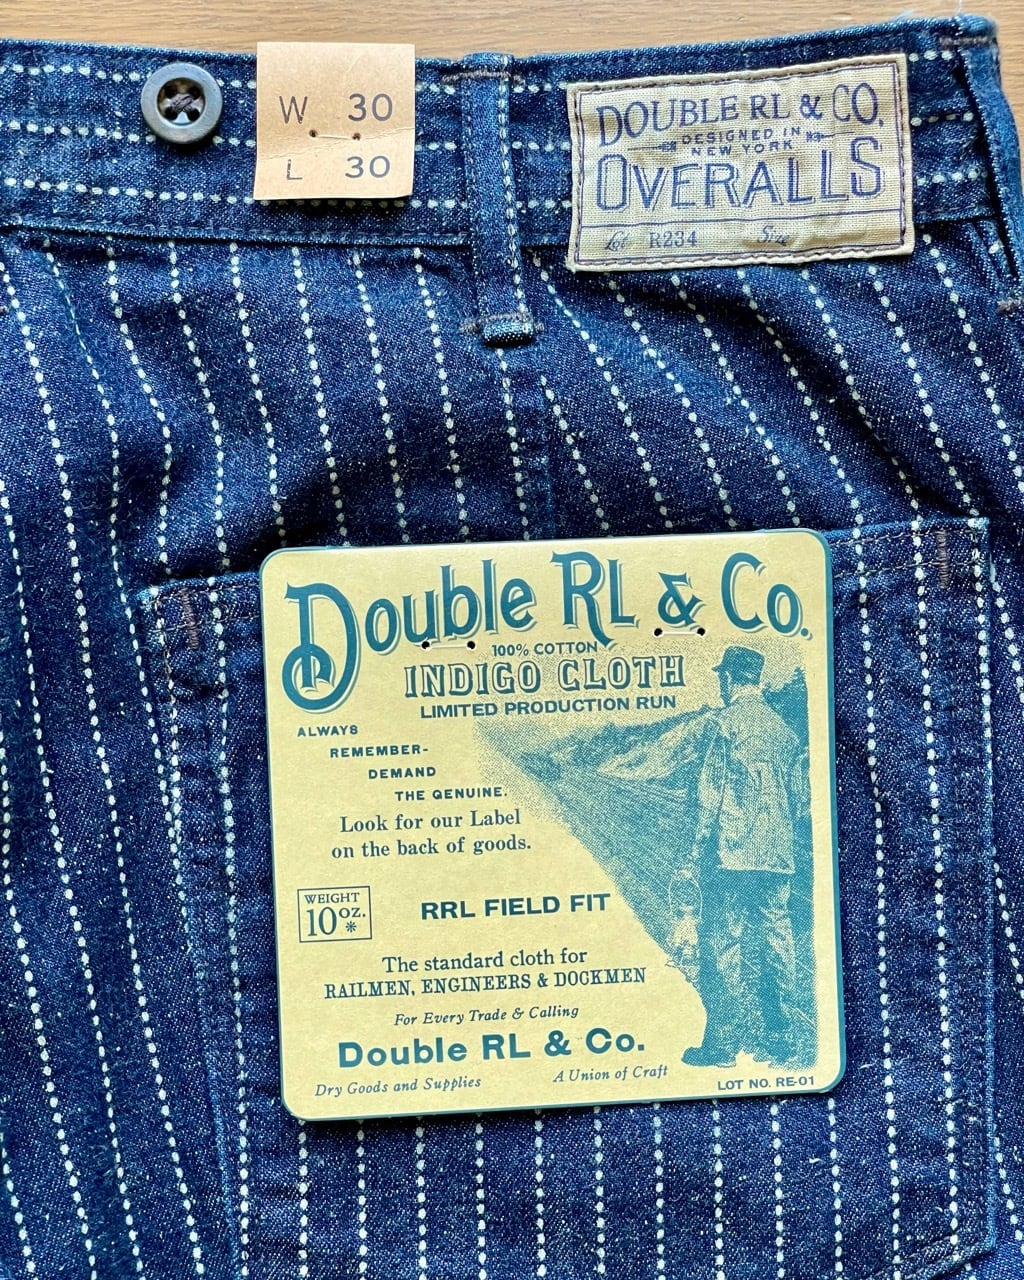 W 30
L 30
DOUBLE RL & CO.
DESIGNED IN
NEW YORK
OVERALLS
Lot R234 Size
Double RL & Co.
100% COTTON
INDIGO CLOTH
LIMITED PRODUCTION RUN
ALWAYS
REMEMBER-
DEMAND
THE GENUINE.
Look for our Label
on the back of goods.
WEIGHT
10 OZ.*
RRL FIELD FIT
The standard cloth for
RAILMEN, ENGINEERS & DOCKMEN
For Every Trade & Calling
Double RL & Co.
Dry Goods and Supplies A Union of Craft
LOT NO. RE-01